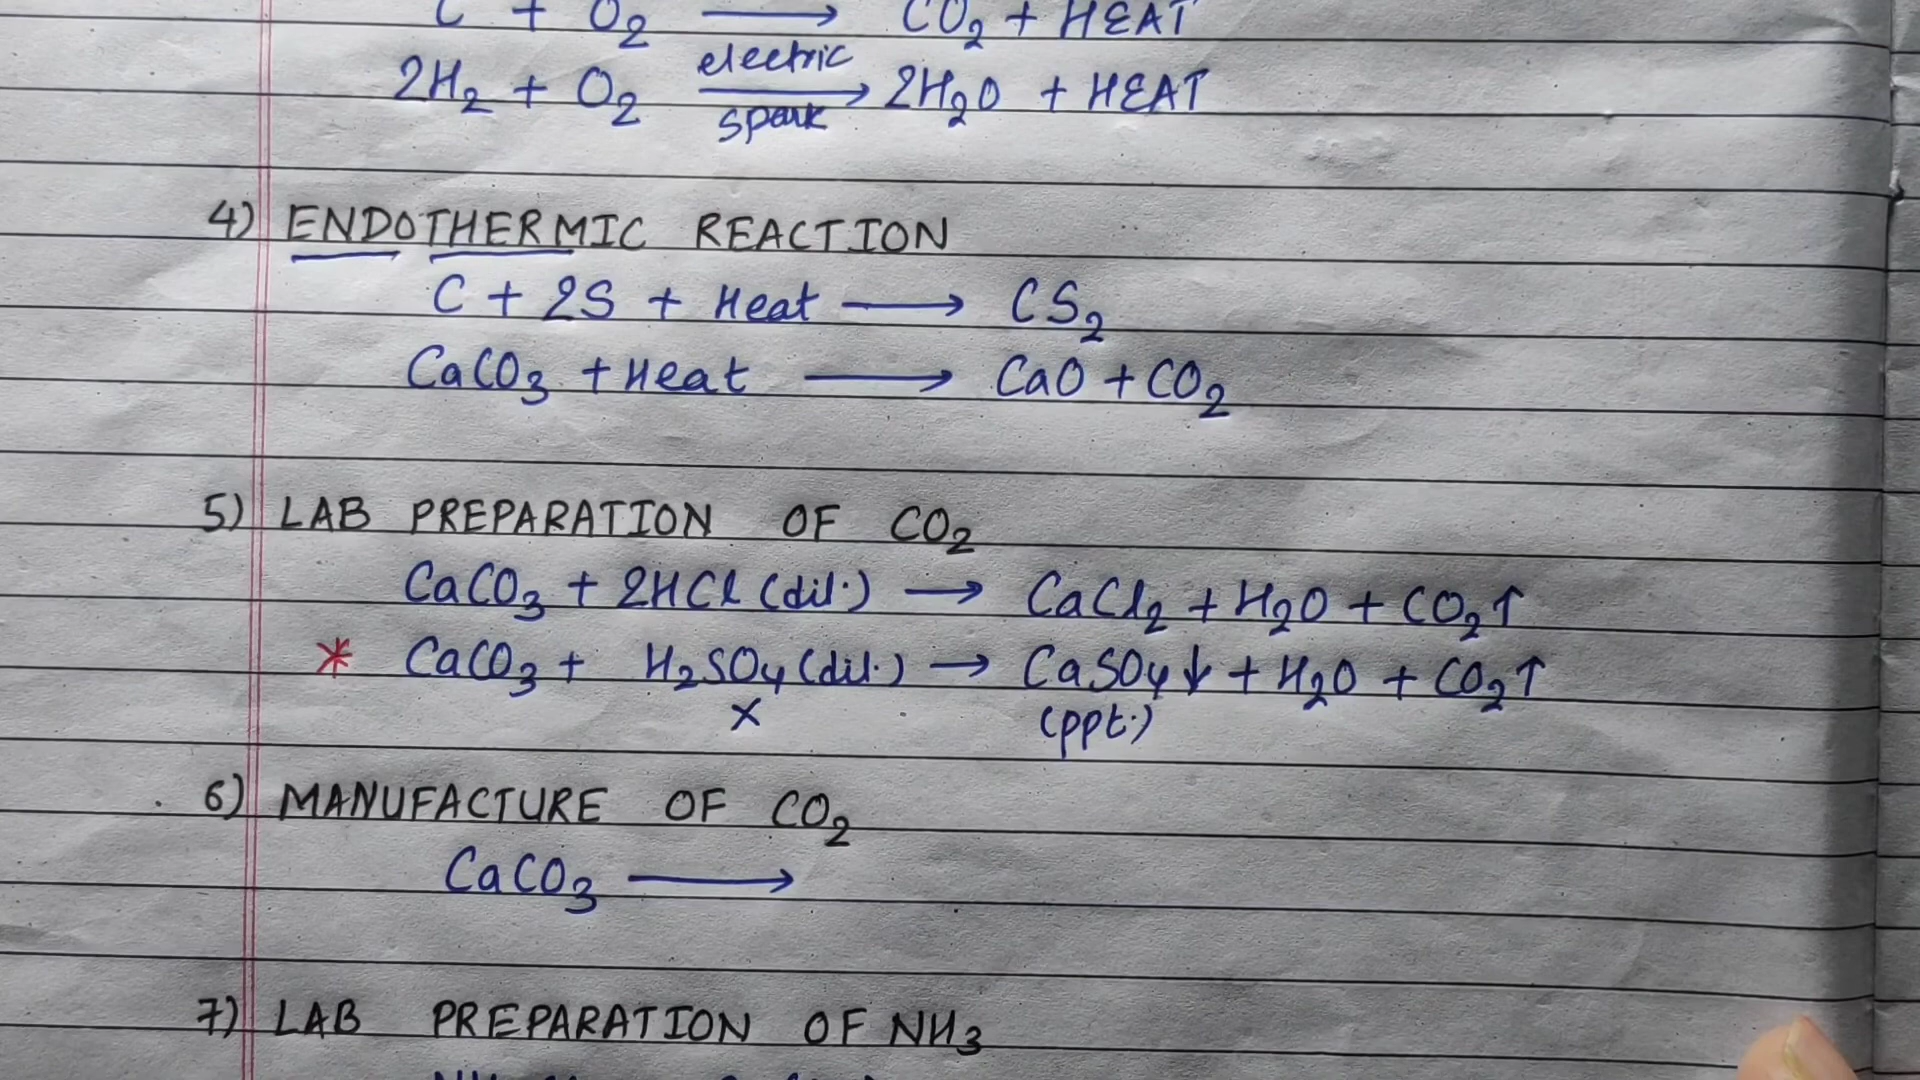 C + O₂ ⟶ CO₂ + HEAT
2H₂ + O₂ electric spark ⟶ 2H₂O + HEAT
4) ENDOTHERMIC REACTION
C + 2S + Heat ⟶ CS₂
CaCO₃ + Heat ⟶ CaO + CO₂
5) LAB PREPARATION OF CO₂
CaCO₃ + 2HCl (dil.) → CaCl₂ + H₂O + CO₂↑
* CaCO₃ + H₂SO₄ (dil.) → CaSO₄↓ + H₂O + CO₂↑
x (ppt.)
6) MANUFACTURE OF CO₂
CaCO₃ ⟶
7) LAB PREPARATION OF NH₃